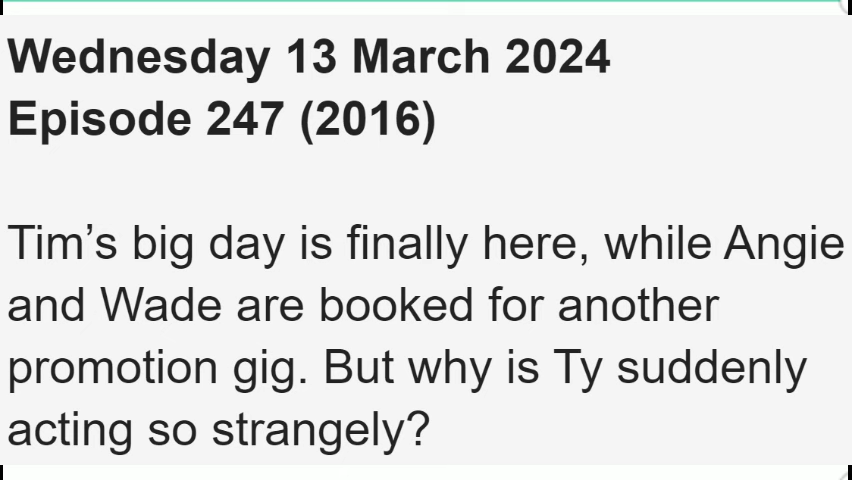 Wednesday 13 March 2024
Episode 247 (2016)
Tim’s big day is finally here, while Angie
and Wade are booked for another
promotion gig. But why is Ty suddenly
acting so strangely?